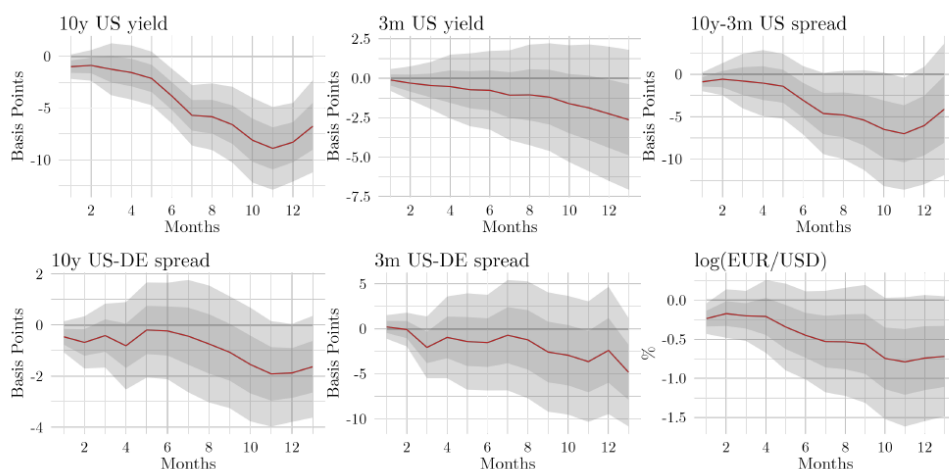 10y US yield
3m US yield
10y-3m US spread
Basis Points
0
-5
-10
2 4 6 8 10 12
Months
Basis Points
2.5
0.0
-2.5
-5.0
-7.5
2 4 6 8 10 12
Months
Basis Points
0
-5
-10
2 4 6 8 10 12
Months
10y US-DE spread
3m US-DE spread
log(EUR/USD)
Basis Points
2
0
-2
-4
2 4 6 8 10 12
Months
Basis Points
5
0
-5
-10
2 4 6 8 10 12
Months
%
0.0
-0.5
-1.0
-1.5
2 4 6 8 10 12
Months